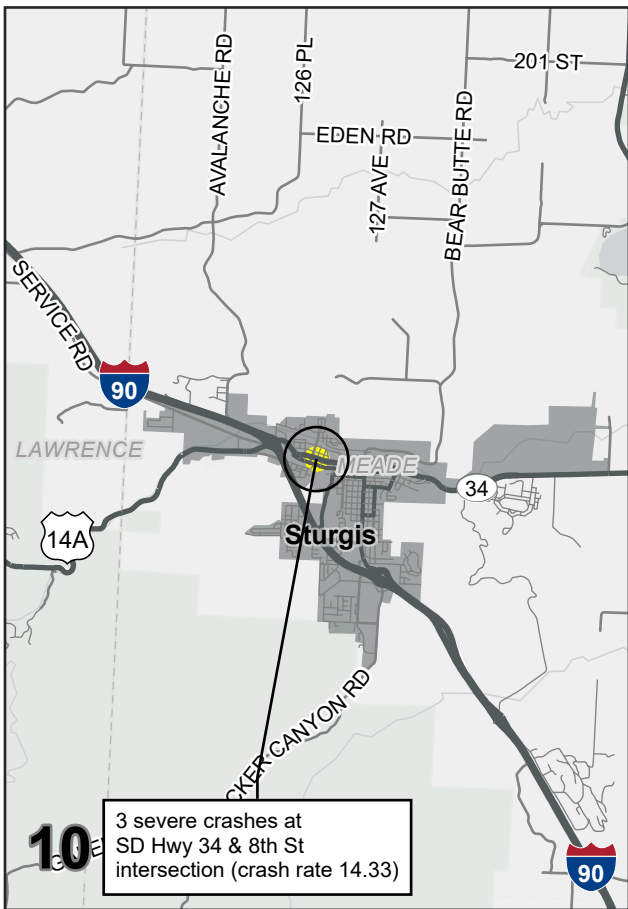 AVALANCHE RD
126 PL
201 ST
EDEN RD
127 AVE
BEAR BUTTE RD
SERVICE RD
90
LAWRENCE
MEADE
34
14A
Sturgis
CKER CANYON RD
10
3 severe crashes at
SD Hwy 34 & 8th St
intersection (crash rate 14.33)
90